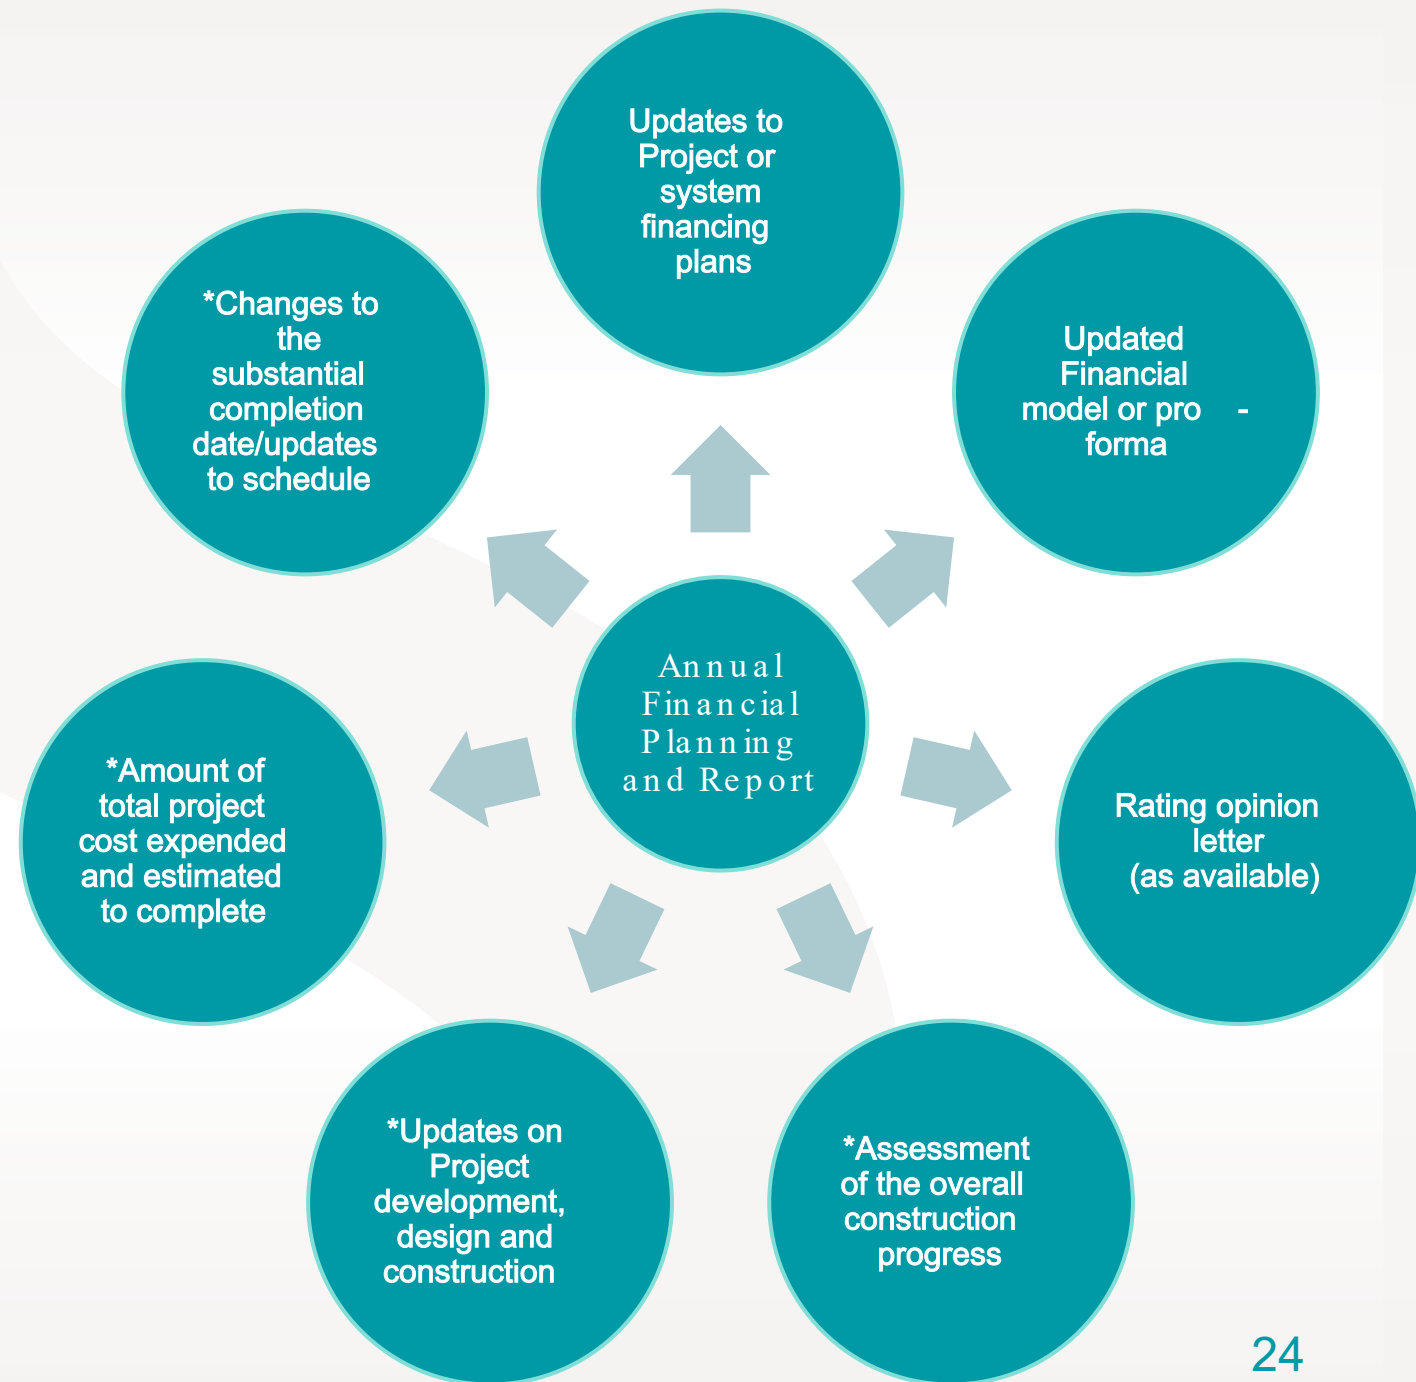 Updates to
Project or
system
financing
plans
Updated
Financial
model or pro -
forma
Rating opinion
letter
(as available)
*Assessment
of the overall
construction
progress
*Updates on
Project
development,
design and
construction
*Amount of
total project
cost expended
and estimated
to complete
*Changes to
the
substantial
completion
date/updates
to schedule
Annual
Financial
Planning
and Report
24